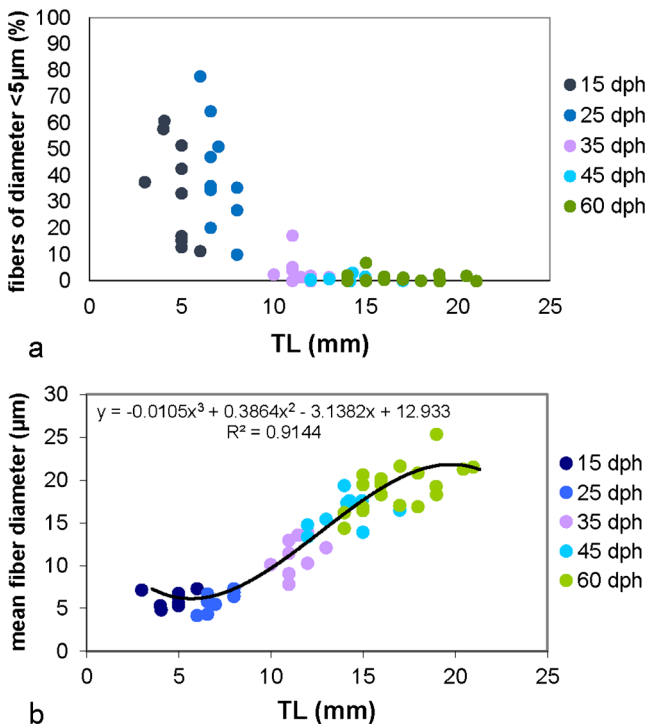 fibers of diameter <5µm (%)
100
90
80
70
60
50
40
30
20
10
0
0 5 10 15 20 25
TL (mm)
15 dph
25 dph
35 dph
45 dph
60 dph
a
mean fiber diameter (µm)
30
25
20
15
10
5
0
y = -0.0105x³ + 0.3864x² - 3.1382x + 12.933
R² = 0.9144
0 5 10 15 20 25
TL (mm)
15 dph
25 dph
35 dph
45 dph
60 dph
b